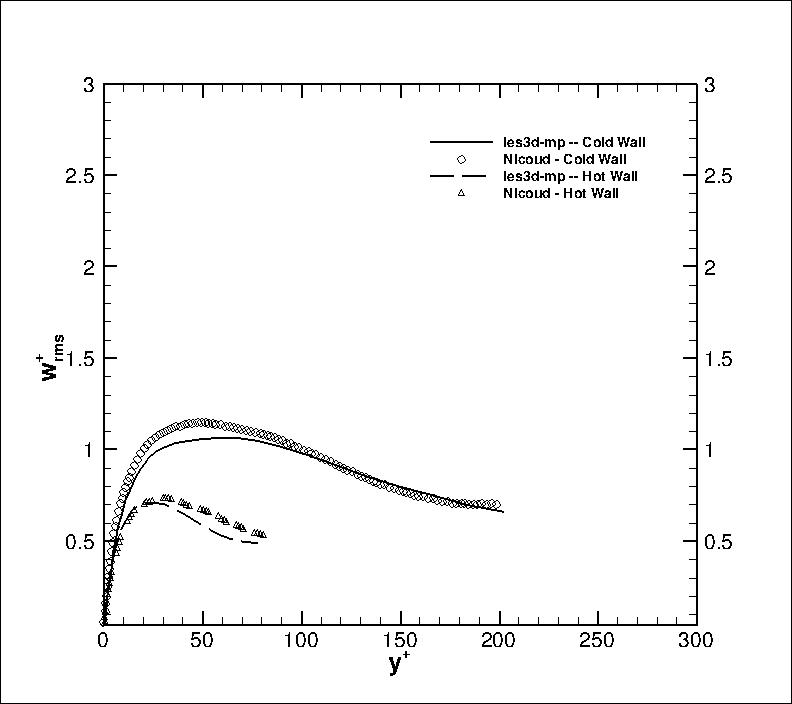 3 3
les3d-mp -- Cold Wall
Nicoud - Cold Wall
2.5 les3d-mp -- Hot Wall 2.5
Nicoud - Hot Wall
2 2
w+rms
1.5 1.5
1 1
0.5 0.5
0 50 100 150 200 250 300
y+